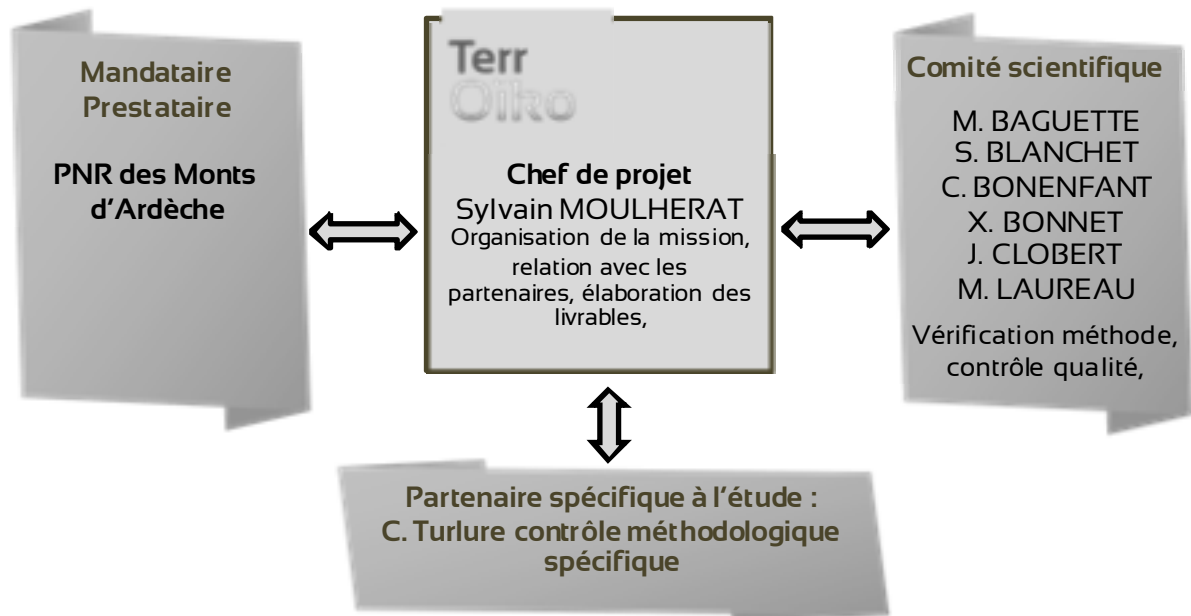 Mandataire
Prestataire
PNR des Monts
d'Ardèche
Terr
Oïko
Chef de projet
Sylvain MOULHERAT
Organisation de la mission,
relation avec les
partenaires, élaboration des
livrables,
Comité scientifique
M. BAGUETTE
S. BLANCHET
C. BONENFANT
X. BONNET
J. CLOBERT
M. LAUREAU
Vérification méthode,
contrôle qualité,
Partenaire spécifique à l'étude :
C. Turlure contrôle méthodologique
spécifique